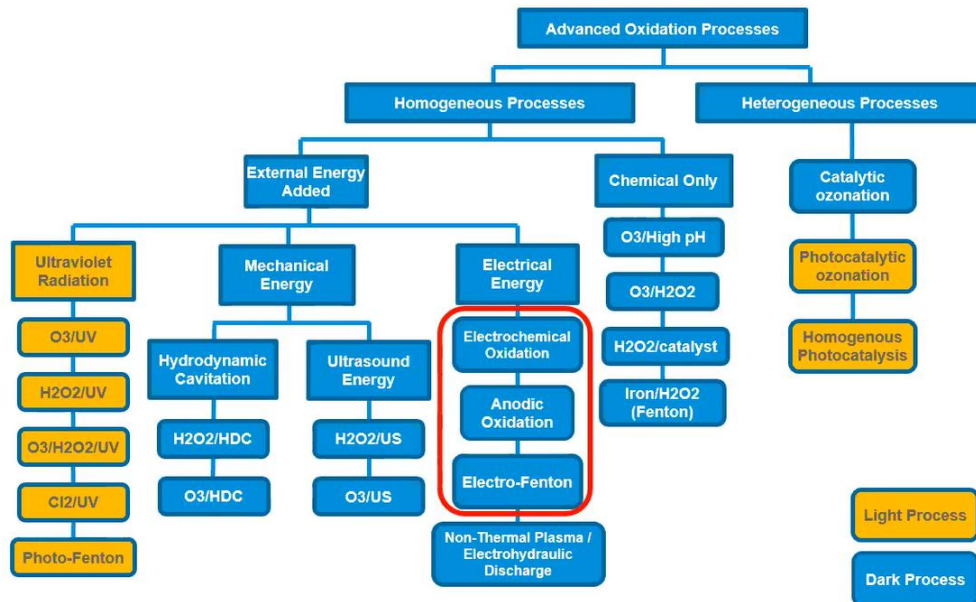 Advanced Oxidation Processes
Homogeneous Processes
Heterogeneous Processes
External Energy
Added
Chemical Only
Catalytic
ozonation
O3/High pH
Ultraviolet
Radiation
Mechanical
Energy
Electrical
Energy
Photocatalytic
ozonation
O3/H2O2
O3/UV
Electrochemical
Oxidation
Homogenous
Photocatalysis
H2O2/catalyst
Hydrodynamic
Cavitation
Ultrasound
Energy
H2O2/UV
Anodic
Oxidation
Iron/H2O2
(Fenton)
O3/H2O2/UV
H2O2/HDC
H2O2/US
Electro-Fenton
O3/HDC
O3/US
Cl2/UV
Photo-Fenton
Non-Thermal Plasma /
Electrohydraulic
Discharge
Light Process
Dark Process